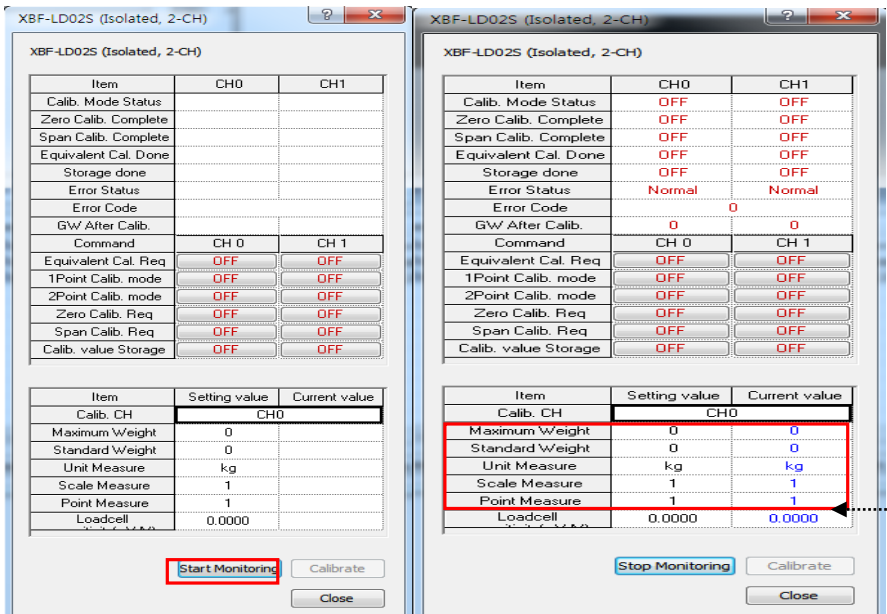 XBF-LD02S (Isolated, 2-CH)
XBF-LD02S (Isolated, 2-CH)
Item CH0 CH1
Calib. Mode Status
Zero Calib. Complete
Span Calib. Complete
Equivalent Cal. Done
Storage done
Error Status
Error Code
GW After Calib.
Command CH 0 CH 1
Equivalent Cal. Req OFF OFF
1Point Calib. mode OFF OFF
2Point Calib. mode OFF OFF
Zero Calib. Req OFF OFF
Span Calib. Req OFF OFF
Calib. value Storage OFF OFF
Item Setting value Current value
Calib. CH CH0
Maximum Weight 0
Standard Weight 0
Unit Measure kg
Scale Measure 1
Point Measure 1
Loadcell 0.0000
Start Monitoring Calibrate
Close
XBF-LD02S (Isolated, 2-CH)
XBF-LD02S (Isolated, 2-CH)
Item CH0 CH1
Calib. Mode Status OFF OFF
Zero Calib. Complete OFF OFF
Span Calib. Complete OFF OFF
Equivalent Cal. Done OFF OFF
Storage done OFF OFF
Error Status Normal Normal
Error Code 0
GW After Calib. 0 0
Command CH 0 CH 1
Equivalent Cal. Req OFF OFF
1Point Calib. mode OFF OFF
2Point Calib. mode OFF OFF
Zero Calib. Req OFF OFF
Span Calib. Req OFF OFF
Calib. value Storage OFF OFF
Item Setting value Current value
Calib. CH CH0
Maximum Weight 0 0
Standard Weight 0 0
Unit Measure kg kg
Scale Measure 1 1
Point Measure 1 1
Loadcell 0.0000 0.0000
Stop Monitoring Calibrate
Close